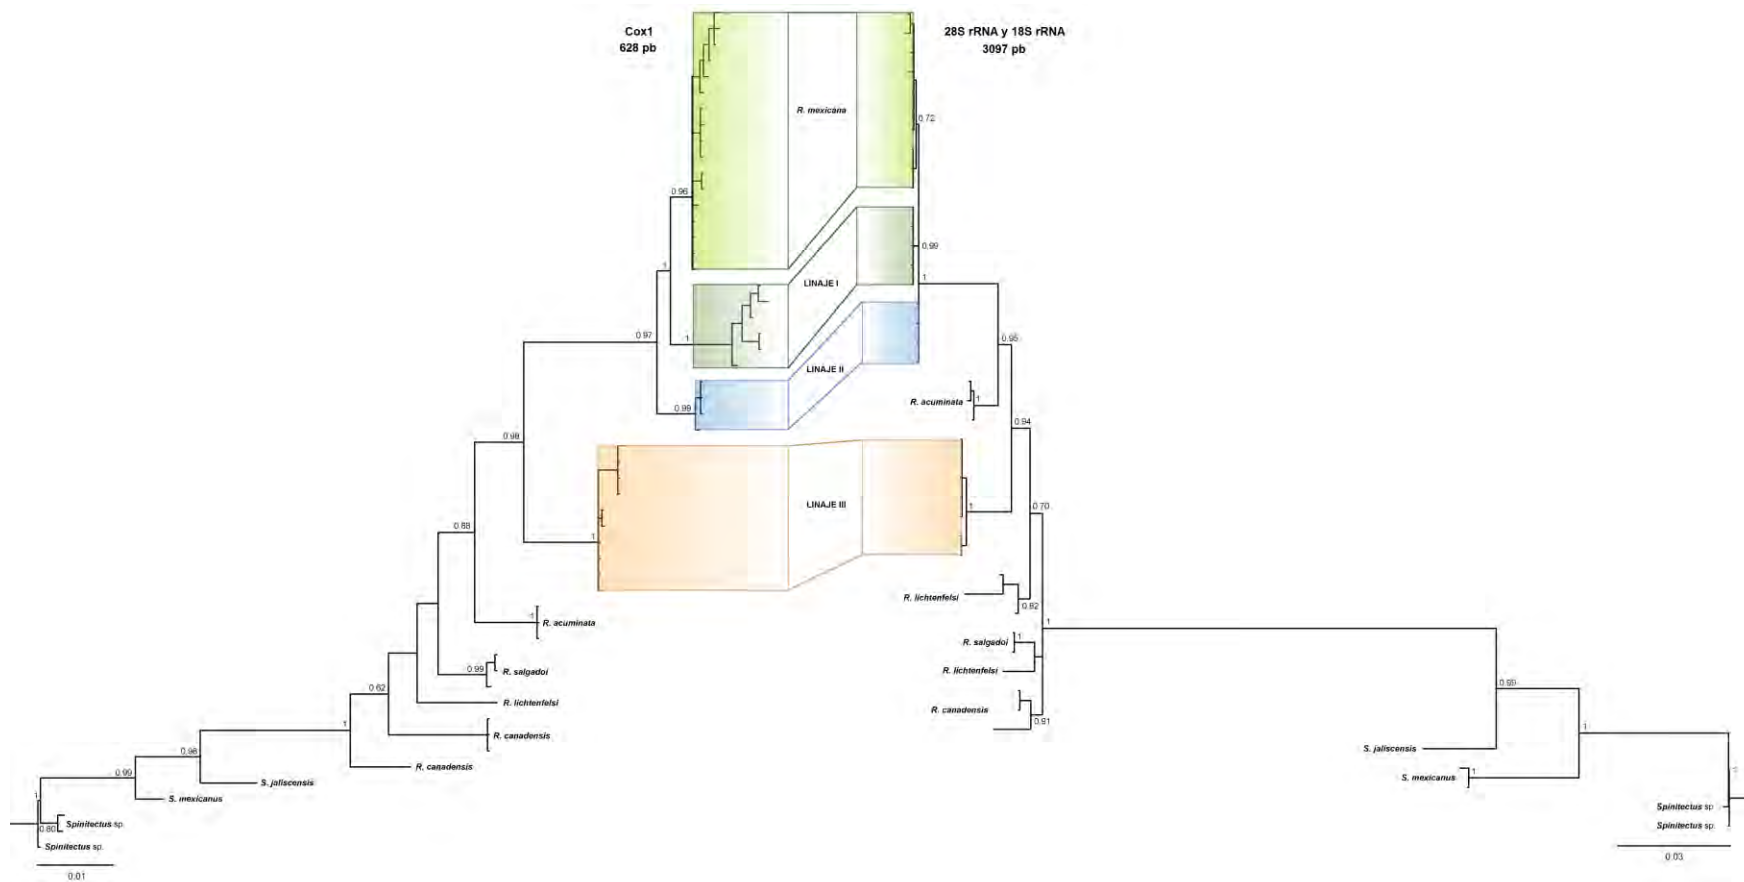 Cox1
628 pb
28S rRNA y 18S rRNA
3097 pb
R. mexicana
0.72
0.96
0.99
1
LINAJE I
1
0.97
1
0.95
LINAJE II
R. acuminata
1
0.99
0.94
0.98
LINAJE III
1
0.70
0.88
1
R. lichtenfelsi
0.82
1
R. acuminata
1
R. salgadoi
1
0.99
R. salgadoi
R. lichtenfelsi
0.62
R. lichtenfelsi
R. canadensis
0.91
1
R. canadensis
1
S. jaliscensis
0.98
R. canadensis
0.99
S. jaliscensis
S. mexicanus
1
S. mexicanus
1
Spinitectus sp.
0.80
Spinitectus sp
Spinitectus sp.
Spinitectus sp.
0.01
0.03